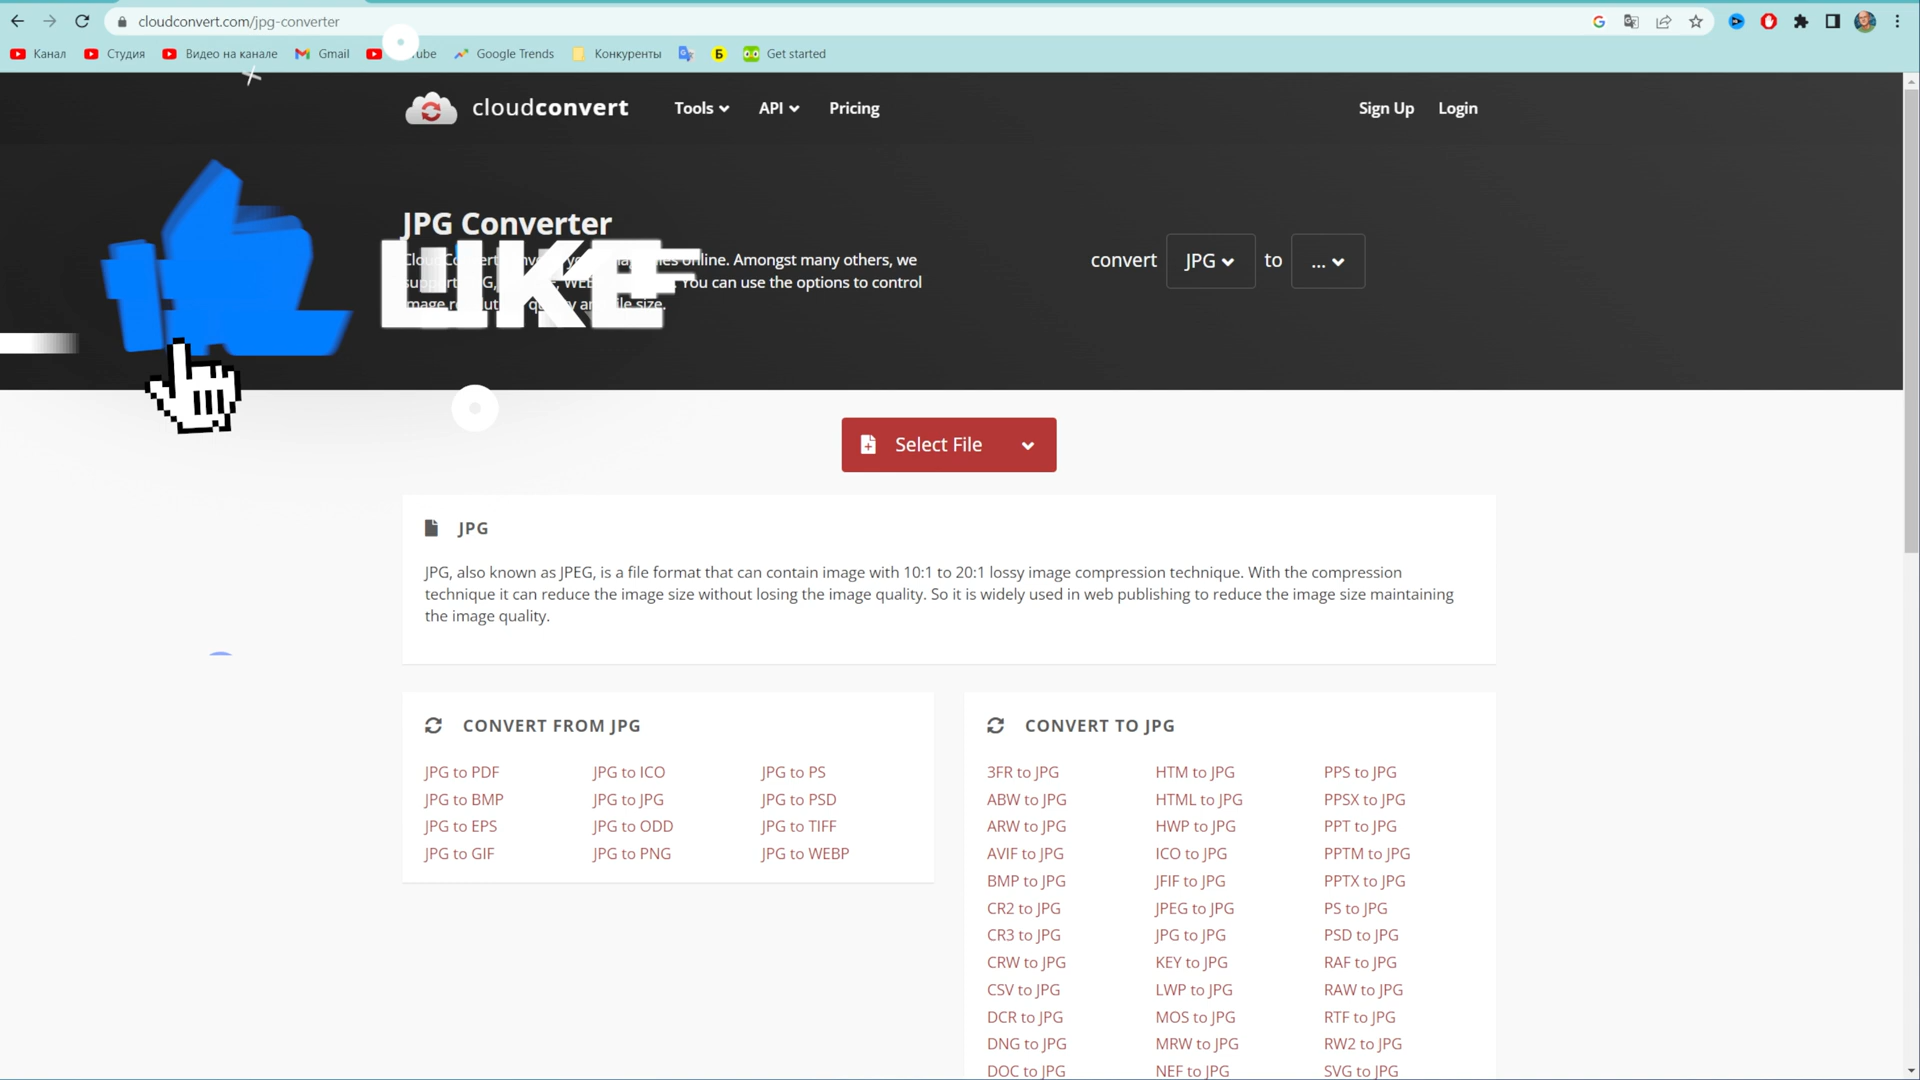 cloudconvert.com/jpg-converter
Канал
Студия
Видео на канале
Gmail
Google Trends
Конкуренты
Б
Get started
cloudconvert
Tools
API
Pricing
Sign Up
Login
JPG Converter
LIKE
online. Amongst many others, we
You can use the options to control
file size.
convert JPG to ...
Select File
JPG
JPG, also known as JPEG, is a file format that can contain image with 10:1 to 20:1 lossy image compression technique. With the compression
technique it can reduce the image size without losing the image quality. So it is widely used in web publishing to reduce the image size maintaining
the image quality.
CONVERT FROM JPG
JPG to PDF
JPG to ICO
JPG to PS
JPG to BMP
JPG to JPG
JPG to PSD
JPG to EPS
JPG to ODD
JPG to TIFF
JPG to GIF
JPG to PNG
JPG to WEBP
CONVERT TO JPG
3FR to JPG
HTM to JPG
PPS to JPG
ABW to JPG
HTML to JPG
PPSX to JPG
ARW to JPG
HWP to JPG
PPT to JPG
AVIF to JPG
ICO to JPG
PPTM to JPG
BMP to JPG
JFIF to JPG
PPTX to JPG
CR2 to JPG
JPEG to JPG
PS to JPG
CR3 to JPG
JPG to JPG
PSD to JPG
CRW to JPG
KEY to JPG
RAF to JPG
CSV to JPG
LWP to JPG
RAW to JPG
DCR to JPG
MOS to JPG
RTF to JPG
DNG to JPG
MRW to JPG
RW2 to JPG
DOC to JPG
NEF to JPG
SVG to JPG